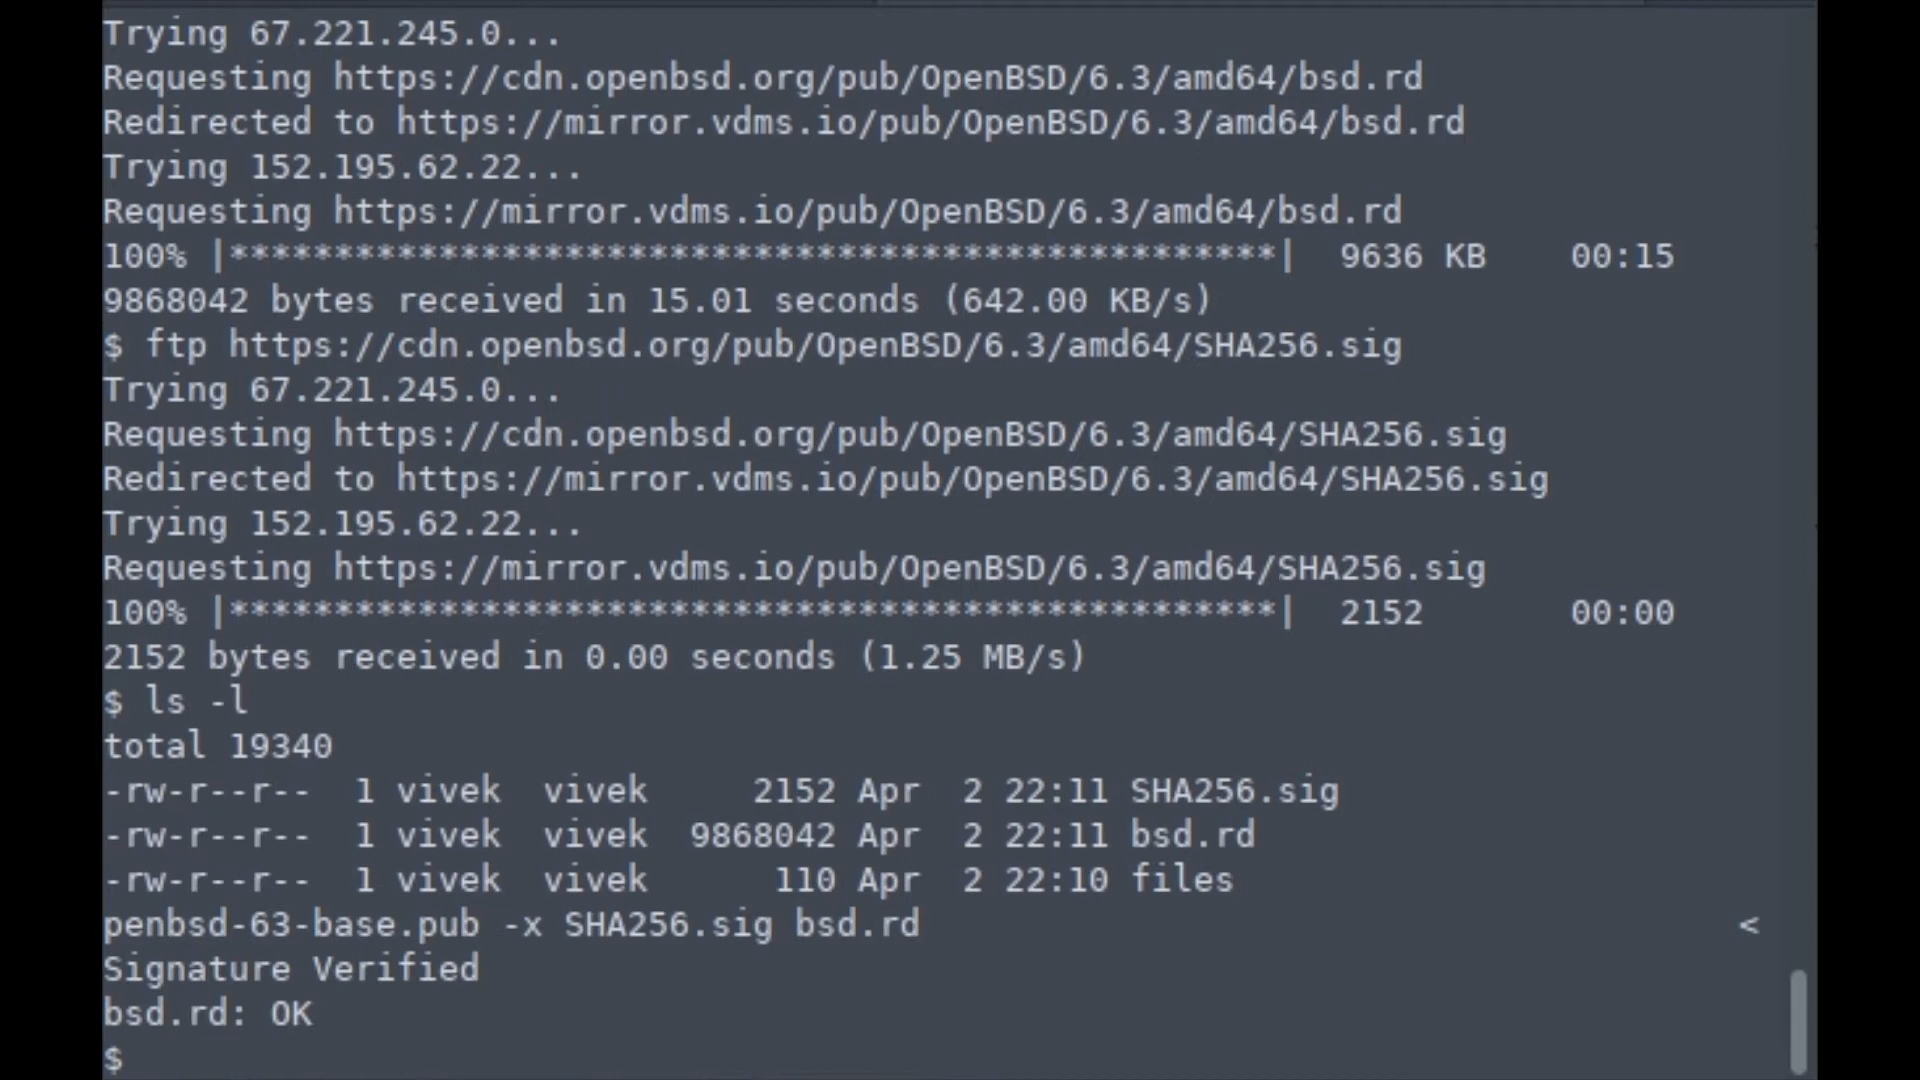 Trying 67.221.245.0...
Requesting https://cdn.openbsd.org/pub/OpenBSD/6.3/amd64/bsd.rd
Redirected to https://mirror.vdms.io/pub/OpenBSD/6.3/amd64/bsd.rd
Trying 152.195.62.22...
Requesting https://mirror.vdms.io/pub/OpenBSD/6.3/amd64/bsd.rd
100% |**************************************************|  9636 KB    00:15
9868042 bytes received in 15.01 seconds (642.00 KB/s)
$ ftp https://cdn.openbsd.org/pub/OpenBSD/6.3/amd64/SHA256.sig
Trying 67.221.245.0...
Requesting https://cdn.openbsd.org/pub/OpenBSD/6.3/amd64/SHA256.sig
Redirected to https://mirror.vdms.io/pub/OpenBSD/6.3/amd64/SHA256.sig
Trying 152.195.62.22...
Requesting https://mirror.vdms.io/pub/OpenBSD/6.3/amd64/SHA256.sig
100% |**************************************************|  2152       00:00
2152 bytes received in 0.00 seconds (1.25 MB/s)
$ ls -l
total 19340
-rw-r--r--  1 vivek  vivek     2152 Apr  2 22:11 SHA256.sig
-rw-r--r--  1 vivek  vivek  9868042 Apr  2 22:11 bsd.rd
-rw-r--r--  1 vivek  vivek      110 Apr  2 22:10 files
penbsd-63-base.pub -x SHA256.sig bsd.rd                                       <
Signature Verified
bsd.rd: OK
$